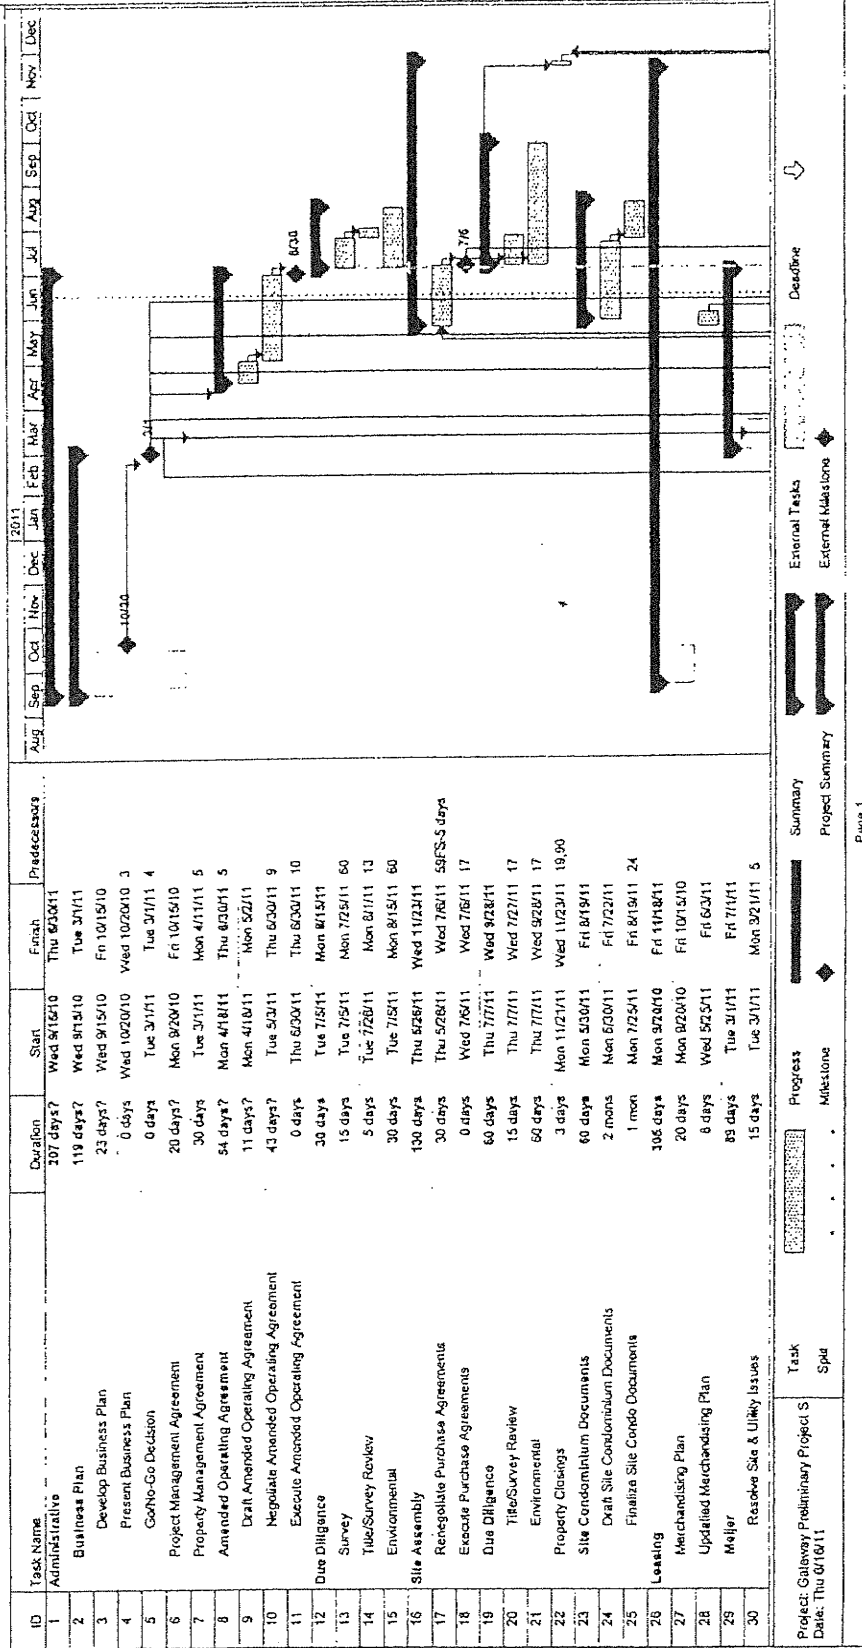 ID Task Name Duration Start Finish Predecessors
2011
Aug Sep Oct Nov Dec Jan Feb Mar Apr May Jun Jul Aug Sep Oct Nov Dec
1 Administrative 207 days? Wed 9/15/10 Thu 6/30/11
2 Business Plan 119 days? Wed 9/15/10 Tue 3/1/11
3 Develop Business Plan 23 days? Wed 9/15/10 Fri 10/15/10
4 Present Business Plan 0 days Wed 10/20/10 Wed 10/20/10 3
10/20
5 Go/No-Go Decision 0 days Tue 3/1/11 Tue 3/1/11 4
3/1
6 Project Management Agreement 20 days? Mon 9/20/10 Fri 10/15/10
7 Property Management Agreement 30 days Tue 3/1/11 Mon 4/11/11 5
8 Amended Operating Agreement 54 days? Mon 4/18/11 Thu 6/30/11 5
9 Draft Amended Operating Agreement 11 days? Mon 4/18/11 Mon 5/2/11
10 Negotiate Amended Operating Agreement 43 days? Tue 5/3/11 Thu 6/30/11 9
11 Execute Amended Operating Agreement 0 days Thu 6/30/11 Thu 6/30/11 10
6/30
12 Due Diligence 30 days Tue 7/5/11 Mon 8/15/11
13 Survey 15 days Tue 7/5/11 Mon 7/25/11 60
14 Title/Survey Review 5 days Tue 7/26/11 Mon 8/1/11 13
15 Environmental 30 days Tue 7/5/11 Mon 8/15/11 60
16 Site Assembly 130 days Thu 5/26/11 Wed 11/23/11
17 Renegotiate Purchase Agreements 30 days Thu 5/26/11 Wed 7/6/11 59FS-5 days
18 Execute Purchase Agreements 0 days Wed 7/6/11 Wed 7/6/11 17
7/6
19 Due Diligence 60 days Thu 7/7/11 Wed 9/28/11
20 Title/Survey Review 15 days Thu 7/7/11 Wed 7/27/11 17
21 Environmental 60 days Thu 7/7/11 Wed 9/28/11 17
22 Property Closings 3 days Mon 11/21/11 Wed 11/23/11 19,90
23 Site Condominium Documents 60 days Mon 5/30/11 Fri 8/19/11
24 Draft Site Condominium Documents 2 mons Mon 5/30/11 Fri 7/22/11
25 Finalize Site Condo Documents 1 mon Mon 7/25/11 Fri 8/19/11 24
26 Leasing 305 days Mon 9/20/10 Fri 11/18/11
27 Merchandising Plan 20 days Mon 9/20/10 Fri 10/15/10
28 Updated Merchandising Plan 8 days Wed 5/25/11 Fri 6/3/11
29 Meijer 89 days Tue 3/1/11 Fri 7/1/11
30 Resolve Site & Utility Issues 15 days Tue 3/1/11 Mon 3/21/11 5
Project: Gateway Preliminary Project S
Date: Thu 6/16/11
Task Progress Summary External Tasks Deadline
Split Milestone Project Summary External Milestone
Page 1